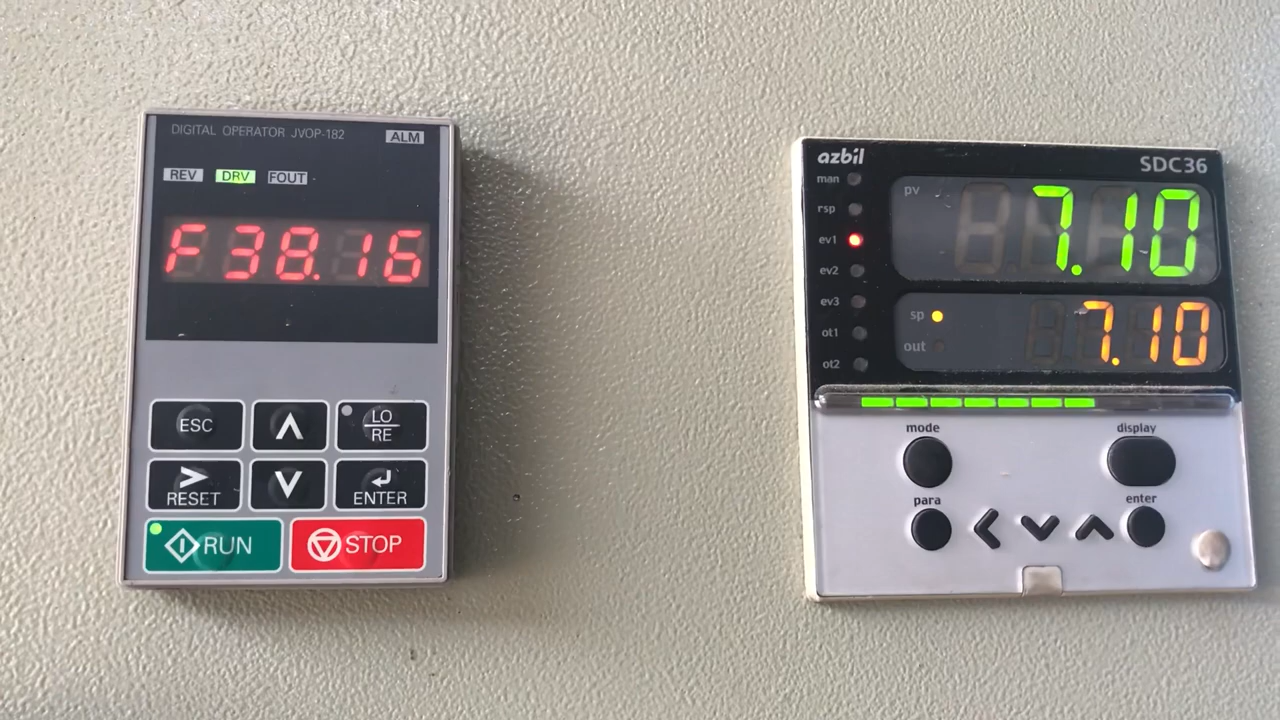 DIGITAL OPERATOR JVOP-182
ALM
REV DRV FOUT
F38.16
ESC
LO
RE
>
RESET
ENTER
RUN
STOP
azbil
SDC36
man
rsp
ev1
ev2
ev3
ot1
ot2
pv
7.10
sp
7.10
out
mode
display
para
enter